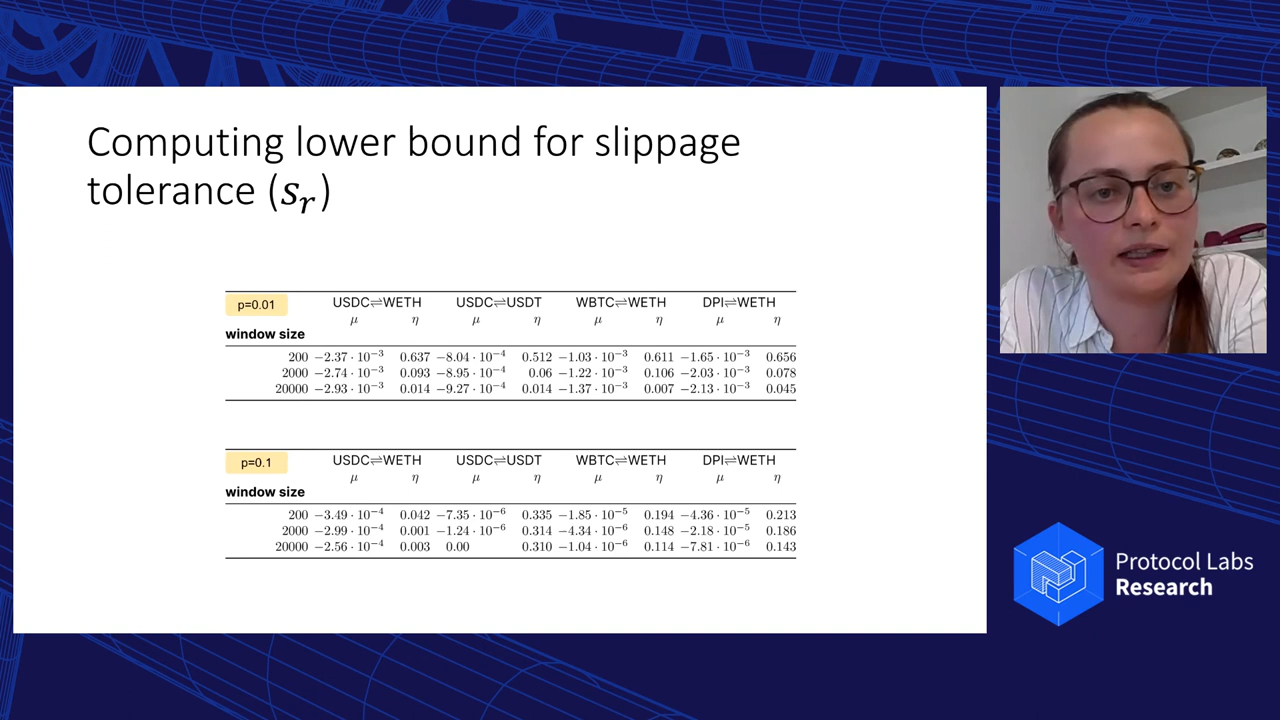 Computing lower bound for slippage
tolerance (sᵣ)
p=0.01 USDC⇌WETH USDC⇌USDT WBTC⇌WETH DPI⇌WETH
μ η μ η μ η μ η
window size
200 −2.37 · 10⁻³ 0.637 −8.04 · 10⁻⁴ 0.512 −1.03 · 10⁻³ 0.611 −1.65 · 10⁻³ 0.656
2000 −2.74 · 10⁻³ 0.093 −8.95 · 10⁻⁴ 0.06 −1.22 · 10⁻³ 0.106 −2.03 · 10⁻³ 0.078
20000 −2.93 · 10⁻³ 0.014 −9.27 · 10⁻⁴ 0.014 −1.37 · 10⁻³ 0.007 −2.13 · 10⁻³ 0.045
p=0.1 USDC⇌WETH USDC⇌USDT WBTC⇌WETH DPI⇌WETH
μ η μ η μ η μ η
window size
200 −3.49 · 10⁻⁴ 0.042 −7.35 · 10⁻⁶ 0.335 −1.85 · 10⁻⁵ 0.194 −4.36 · 10⁻⁵ 0.213
2000 −2.99 · 10⁻⁴ 0.001 −1.24 · 10⁻⁶ 0.314 −4.34 · 10⁻⁶ 0.148 −2.18 · 10⁻⁵ 0.186
20000 −2.56 · 10⁻⁴ 0.003 0.00 0.310 −1.04 · 10⁻⁶ 0.114 −7.81 · 10⁻⁶ 0.143
Protocol Labs
Research